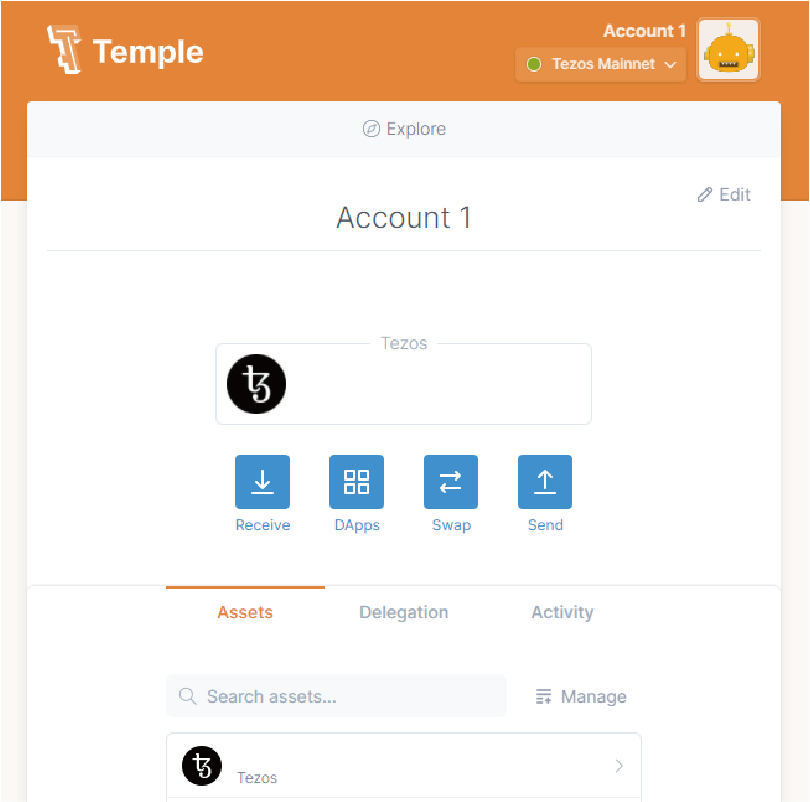 Temple
Account 1
Tezos Mainnet
Explore
Edit
Account 1
Tezos
Receive DApps Swap Send
Assets Delegation Activity
Search assets... Manage
Tezos